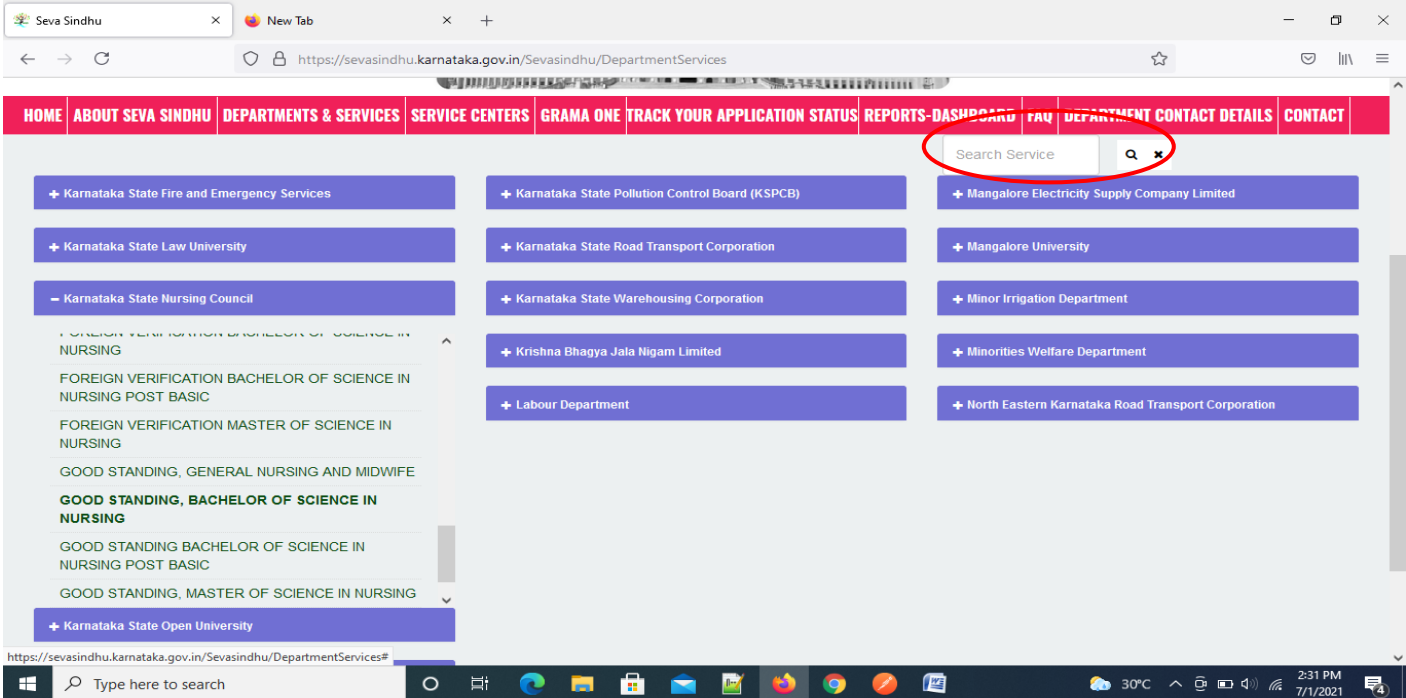 Seva Sindhu
New Tab
https://sevasindhu.karnataka.gov.in/Sevasindhu/DepartmentServices
HOME ABOUT SEVA SINDHU DEPARTMENTS & SERVICES SERVICE CENTERS GRAMA ONE TRACK YOUR APPLICATION STATUS REPORTS-DASHBOARD FAQ DEPARTMENT CONTACT DETAILS CONTACT
Search Service
+ Karnataka State Fire and Emergency Services
+ Karnataka State Law University
− Karnataka State Nursing Council
FOREIGN VERIFICATION BACHELOR OF SCIENCE IN
NURSING
FOREIGN VERIFICATION BACHELOR OF SCIENCE IN
NURSING POST BASIC
FOREIGN VERIFICATION MASTER OF SCIENCE IN
NURSING
GOOD STANDING, GENERAL NURSING AND MIDWIFE
GOOD STANDING, BACHELOR OF SCIENCE IN
NURSING
GOOD STANDING BACHELOR OF SCIENCE IN
NURSING POST BASIC
GOOD STANDING, MASTER OF SCIENCE IN NURSING
+ Karnataka State Open University
+ Karnataka State Pollution Control Board (KSPCB)
+ Karnataka State Road Transport Corporation
+ Karnataka State Warehousing Corporation
+ Krishna Bhagya Jala Nigam Limited
+ Labour Department
+ Mangalore Electricity Supply Company Limited
+ Mangalore University
+ Minor Irrigation Department
+ Minorities Welfare Department
+ North Eastern Karnataka Road Transport Corporation
https://sevasindhu.karnataka.gov.in/Sevasindhu/DepartmentServices#
Type here to search
30°C
2:31 PM
7/1/2021
4